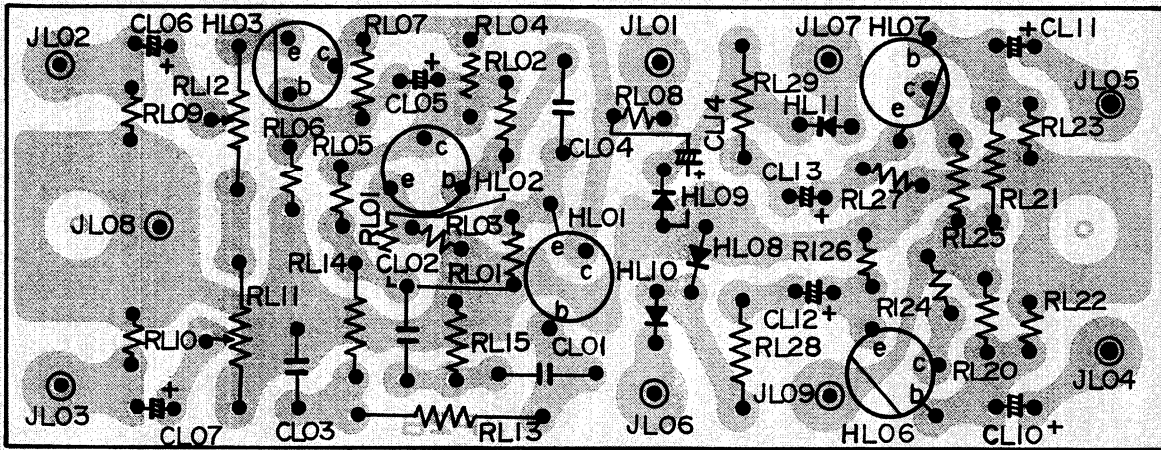 CL06 HL03 RL07 RL04 JL01 JL07 HL07 CL11
JL02 RL12 RL02 RL29 JL05
RL09 CL05 RL08 HL11 RL23
RL06 RL05 CL04 CL14
e c b
e c b
b c e
HL02 HL09 CL13 RL27 RL21
JL08 RL01 RL03 HL01 RL25
CL02 RL01 HL10 HL08 RI26
e c b
RL14 RL11 RI24 RL22
RL10 RL15 CL01 CL12 RL28 RL20
e c b
JL03 JL09 JL04
CL07 CL03 RL13 JL06 HL06 CL10
+ + + + + + + +